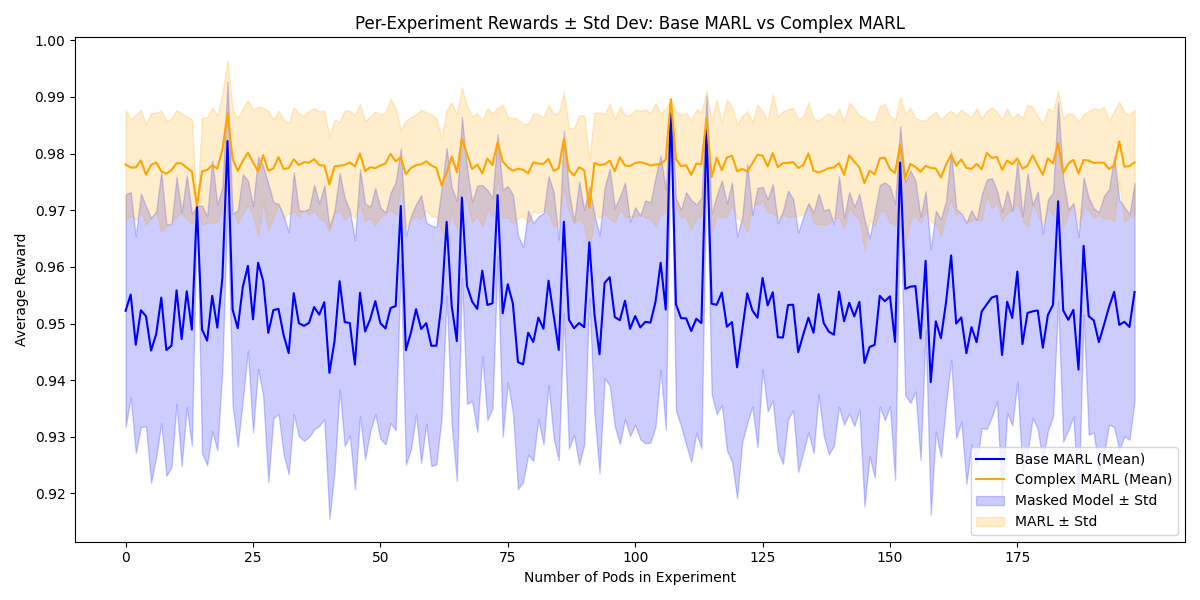 Per-Experiment Rewards ± Std Dev: Base MARL vs Complex MARL
1.00
0.99
0.98
0.97
0.96
0.95
0.94
0.93
0.92
Average Reward
0 25 50 75 100 125 150 175
Number of Pods in Experiment
Base MARL (Mean)
Complex MARL (Mean)
Masked Model ± Std
MARL ± Std